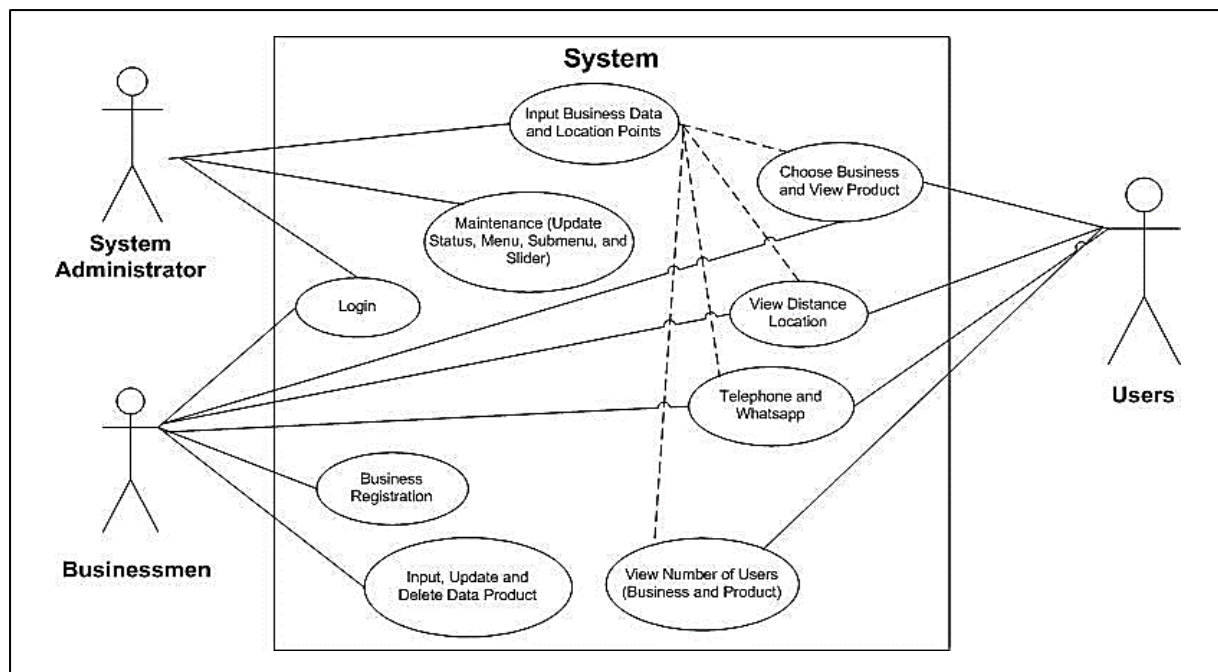 System
Input Business Data
and Location Points
Choose Business
and View Product
System
Administrator
Maintenance (Update
Status, Menu, Submenu, and
Slider)
Login
View Distance
Location
Users
Telephone and
Whatsapp
Business
Registration
Businessmen
Input, Update and
Delete Data Product
View Number of Users
(Business and Product)